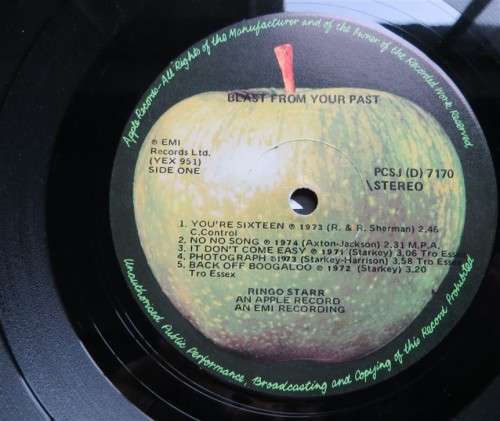 Apple Records-All Rights of the Manufacturer and of the Owner of the Recorded Work Reserved
BLAST FROM YOUR PAST
℗ EMI
Records Ltd.
(YEX 951)
SIDE ONE
PCSJ (D) 7170
STEREO
1. YOU'RE SIXTEEN ℗ 1973 (R. & R. Sherman) 2.46
C.Control
2. NO NO SONG ℗ 1974 (Axton-Jackson) 2.31 M.P.A.
3. IT DON'T COME EASY ℗ 1971 (Starkey) 3.06 Tro Essex
4. PHOTOGRAPH ℗ 1973 (Starkey-Harrison) 3.58 Tro Essex
5. BACK OFF BOOGALOO ℗ 1972 (Starkey) 3.20
Tro Essex
RINGO STARR
AN APPLE RECORD
AN EMI RECORDING
Unauthorised Public Performance, Broadcasting and Copying of this Record Prohibited